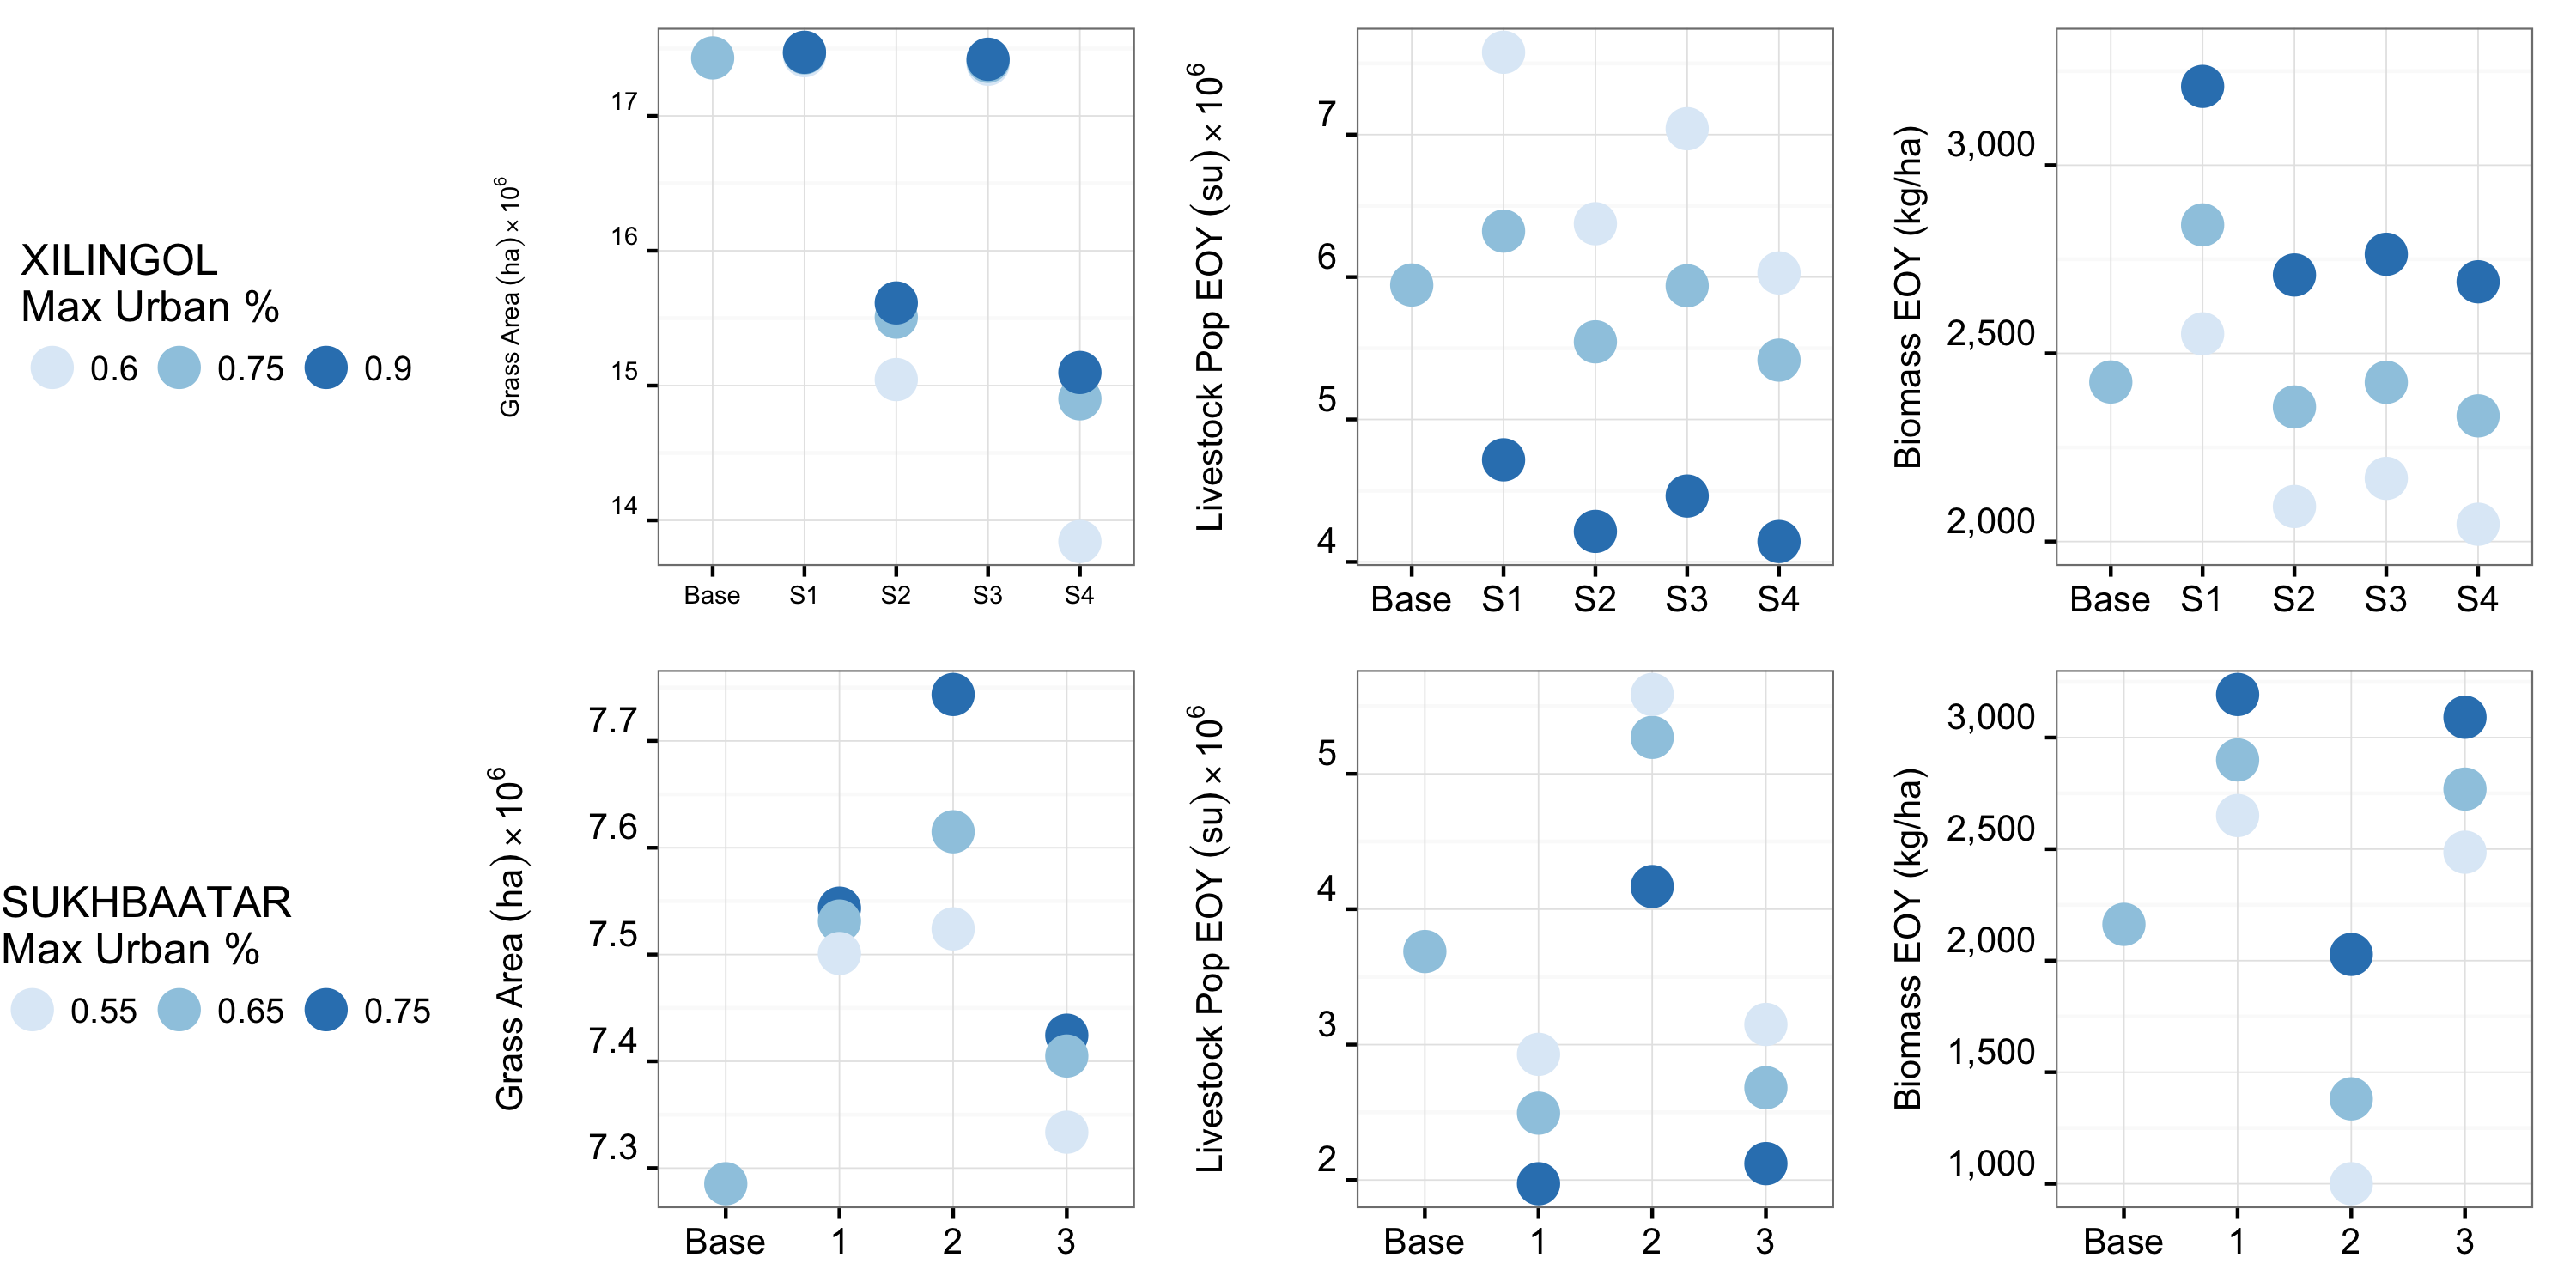 XILINGOL
Max Urban %
0.6 0.75 0.9
Grass Area (ha) × 10⁶
17
16
15
14
Base S1 S2 S3 S4
Livestock Pop EOY (su) × 10⁶
7
6
5
4
Base S1 S2 S3 S4
Biomass EOY (kg/ha)
3,000
2,500
2,000
Base S1 S2 S3 S4
SUKHBAATAR
Max Urban %
0.55 0.65 0.75
Grass Area (ha) × 10⁶
7.7
7.6
7.5
7.4
7.3
Base 1 2 3
Livestock Pop EOY (su) × 10⁶
5
4
3
2
Base 1 2 3
Biomass EOY (kg/ha)
3,000
2,500
2,000
1,500
1,000
Base 1 2 3